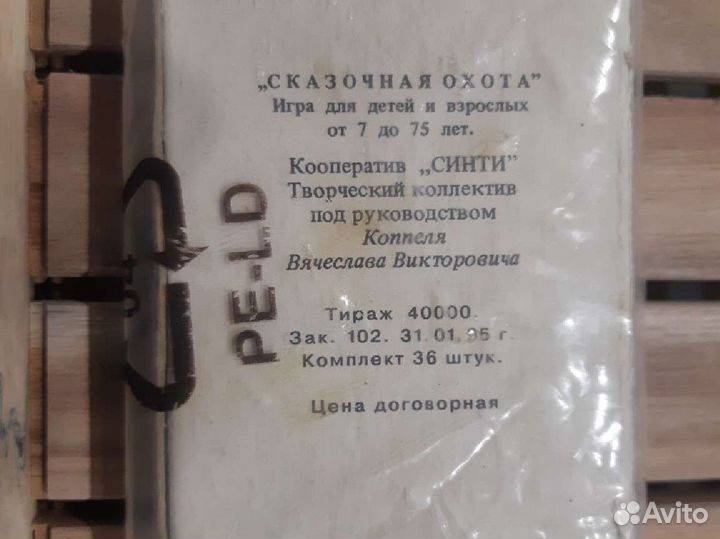 „СКАЗОЧНАЯ ОХОТА”
Игра для детей и взрослых
от 7 до 75 лет.
Кооператив „СИНТИ”
Творческий коллектив
под руководством
Коппеля
Вячеслава Викторовича
Тираж 40000.
Зак. 102. 31.01.95 г.
Комплект 36 штук.
Цена договорная
PE-LD
Avito